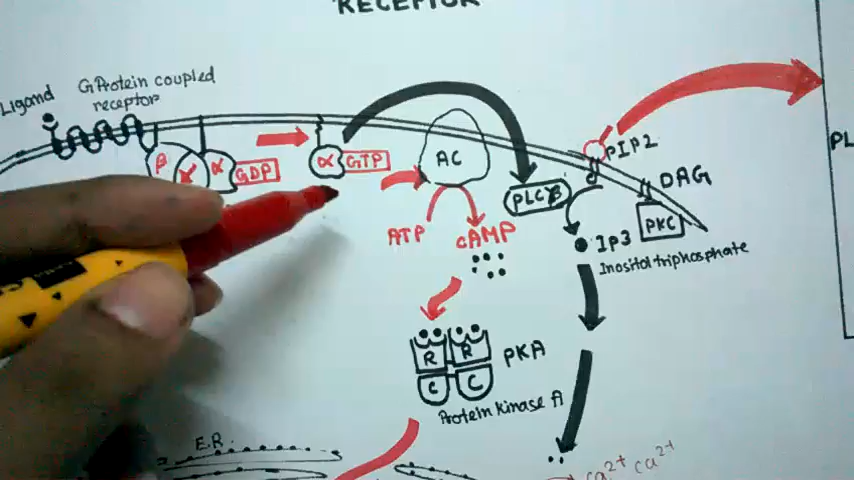 RECEPTOR
Ligand
G Protein coupled
receptor
β
γ
α
GDP
α
GTP
AC
PLCβ
PIP2
DAG
PKC
ATP
cAMP
IP3
Inositol triphosphate
R R
C C
PKA
Protein kinase A
E.R.
Ca²⁺ Ca²⁺
PL